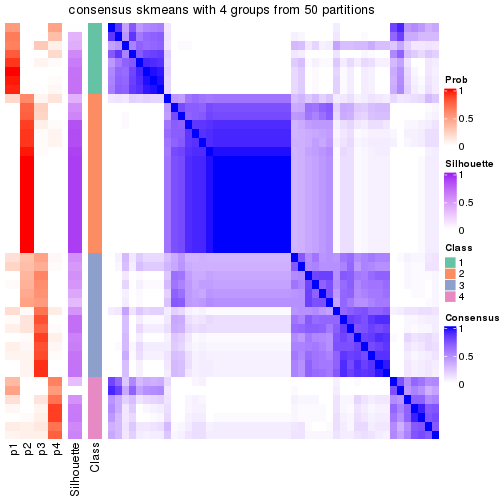 consensus skmeans with 4 groups from 50 partitions
Prob
1
0.5
0
Silhouette
1
0.5
0
Class
1
2
3
4
Consensus
1
0.5
0
p1
p2
p3
p4
Silhouette
Class